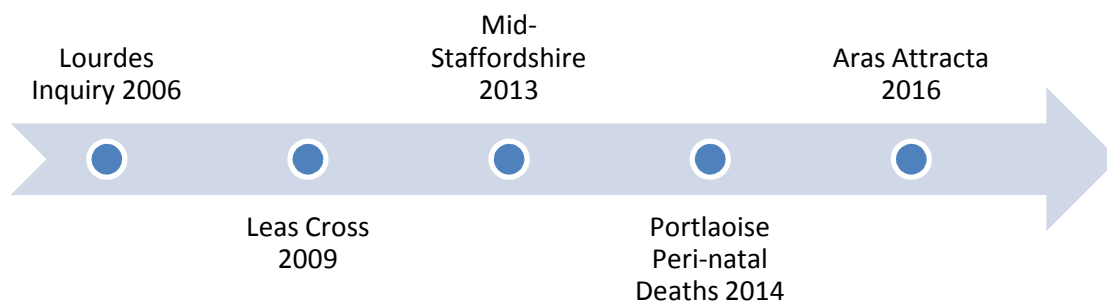 Lourdes
Inquiry 2006
Leas Cross
2009
Mid-
Staffordshire
2013
Portlaoise
Peri-natal
Deaths 2014
Aras Attracta
2016